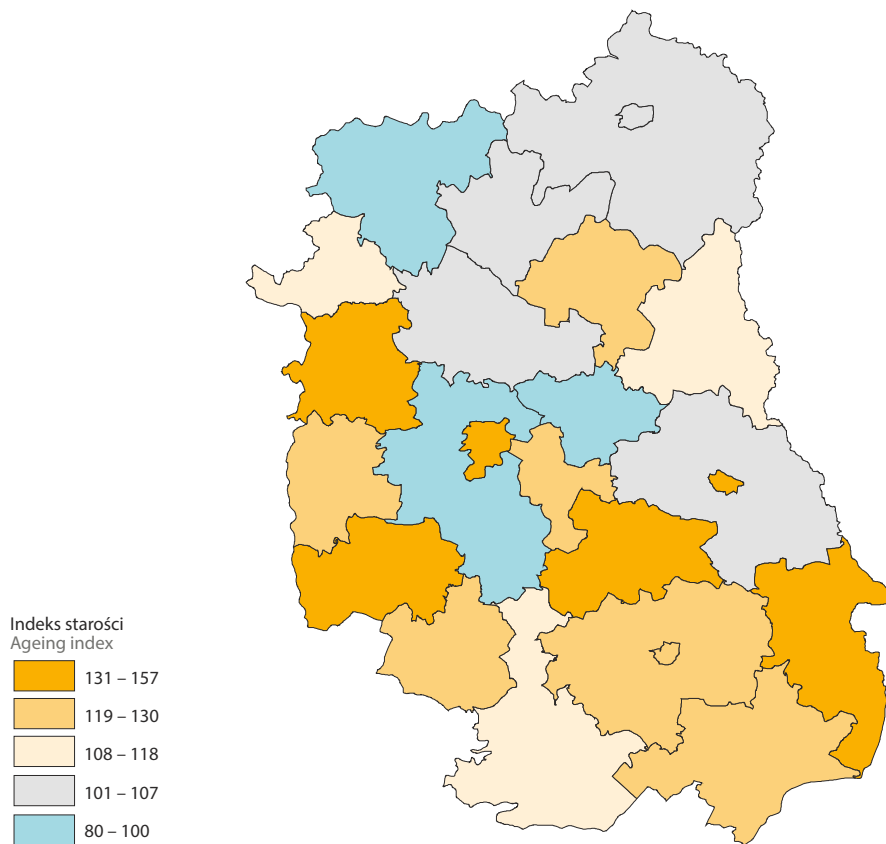 Indeks starości
Ageing index
131 – 157
119 – 130
108 – 118
101 – 107
80 – 100